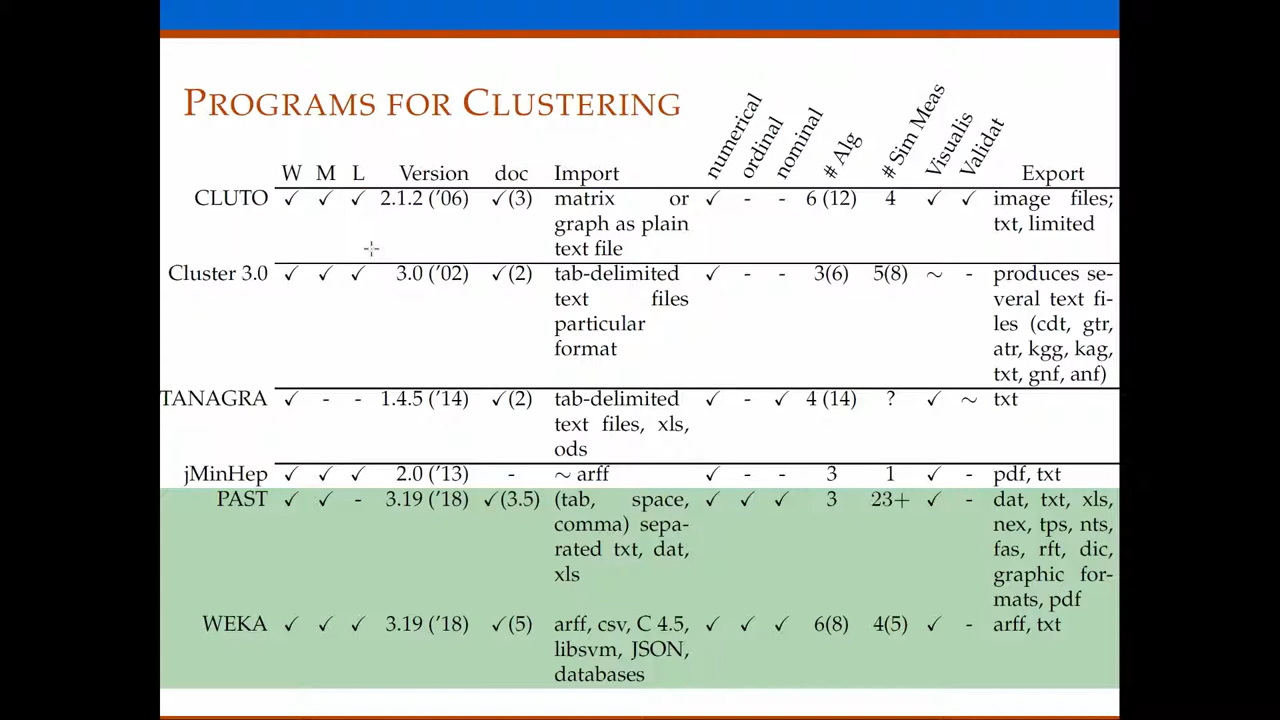 PROGRAMS FOR CLUSTERING
W M L Version doc Import numerical ordinal nominal # Alg # Sim Meas Visualis Validat Export
CLUTO ✓ ✓ ✓ 2.1.2 ('06) ✓(3) matrix or ✓ - - 6 (12) 4 ✓ ✓ image files;
graph as plain txt, limited
text file
Cluster 3.0 ✓ ✓ ✓ 3.0 ('02) ✓(2) tab-delimited ✓ - - 3(6) 5(8) ∼ - produces se-
text files veral text fi-
particular les (cdt, gtr,
format atr, kgg, kag,
txt, gnf, anf)
TANAGRA ✓ - - 1.4.5 ('14) ✓(2) tab-delimited ✓ - ✓ 4 (14) ? ✓ ∼ txt
text files, xls,
ods
jMinHep ✓ ✓ ✓ 2.0 ('13) - ∼ arff ✓ - - 3 1 ✓ - pdf, txt
PAST ✓ ✓ - 3.19 ('18) ✓(3.5) (tab, space, ✓ ✓ ✓ 3 23+ ✓ - dat, txt, xls,
comma) sepa- nex, tps, nts,
rated txt, dat, fas, rft, dic,
xls graphic for-
mats, pdf
WEKA ✓ ✓ ✓ 3.19 ('18) ✓(5) arff, csv, C 4.5, ✓ ✓ ✓ 6(8) 4(5) ✓ - arff, txt
libsvm, JSON,
databases